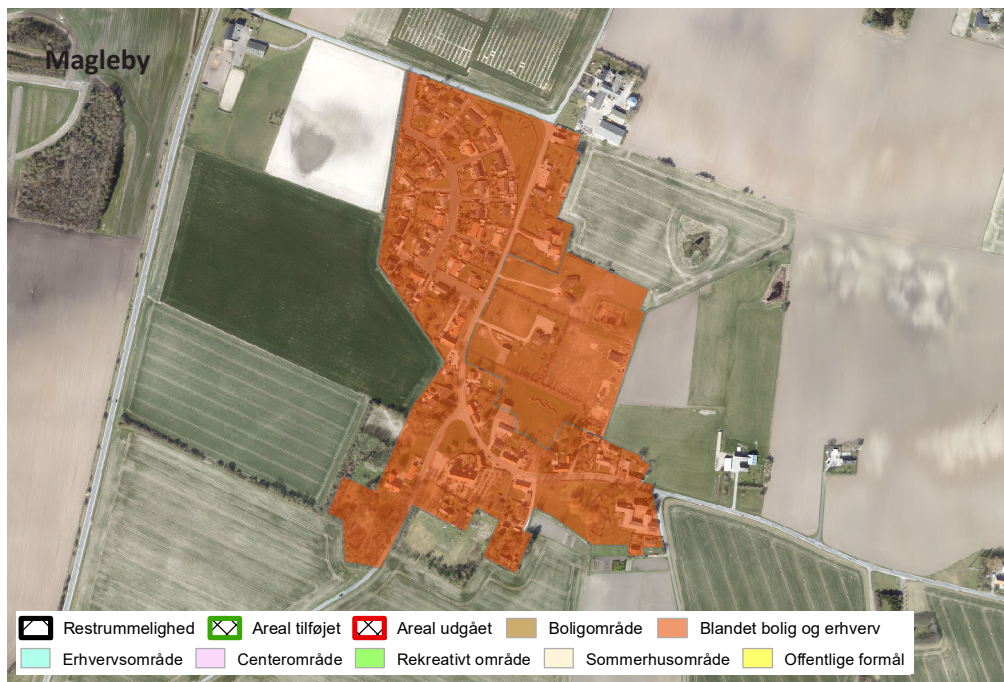 Magleby
Restrummelighed Areal tilføjet Areal udgået Boligområde Blandet bolig og erhverv
Erhvervsområde Centerområde Rekreativt område Sommerhusområde Offentlige formål